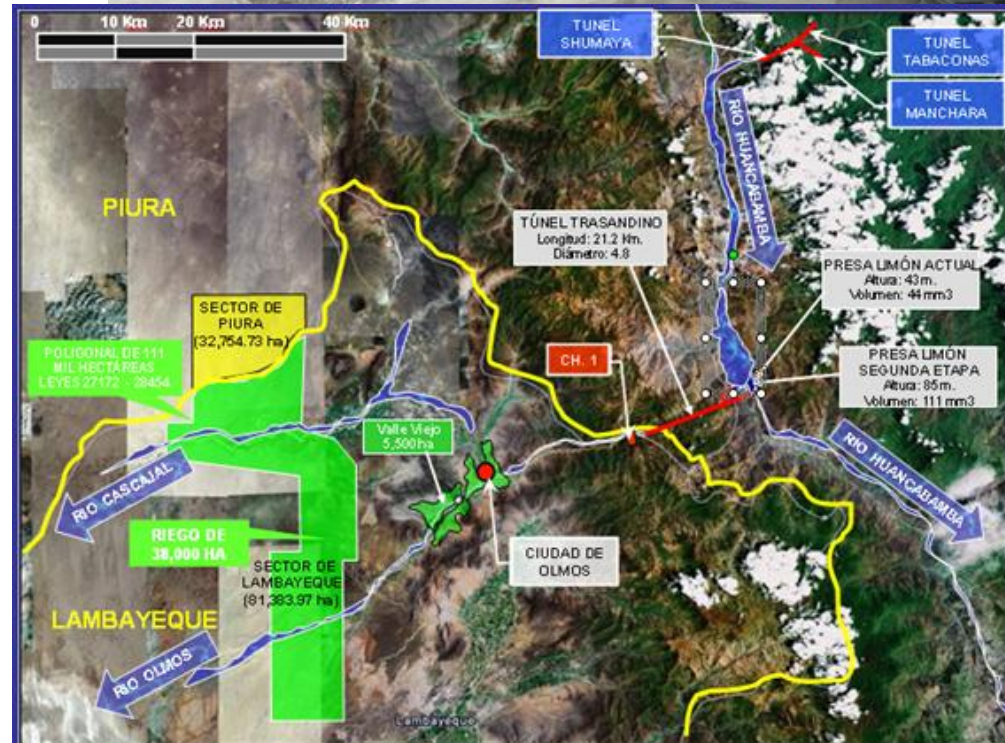 0 10 Km 20 Km 40 Km
TUNEL
SHUMAYA
TUNEL
TABACONAS
TUNEL
MANCHARA
RÍO HUANCABAMBA
PIURA
TÚNEL TRASANDINO
Longitud: 21.2 Km.
Diámetro: 4.8
PRESA LIMÓN ACTUAL
Altura: 43 m.
Volumen: 44 mm3
SECTOR DE
PIURA
(32,754.73 ha)
POLIGONAL DE 111
MIL HECTÁREAS
LEYES 27172 - 28454
CH. 1
PRESA LIMÓN
SEGUNDA ETAPA
Altura: 85 m.
Volumen: 111 mm3
Valle Viejo
5,500 ha
RÍO HUANCABAMBA
RIO CASCAJAL
RIEGO DE
38,000 HA
CIUDAD DE
OLMOS
SECTOR DE
LAMBAYEQUE
(81,383.97 ha)
LAMBAYEQUE
RIO OLMOS
Lambayeque